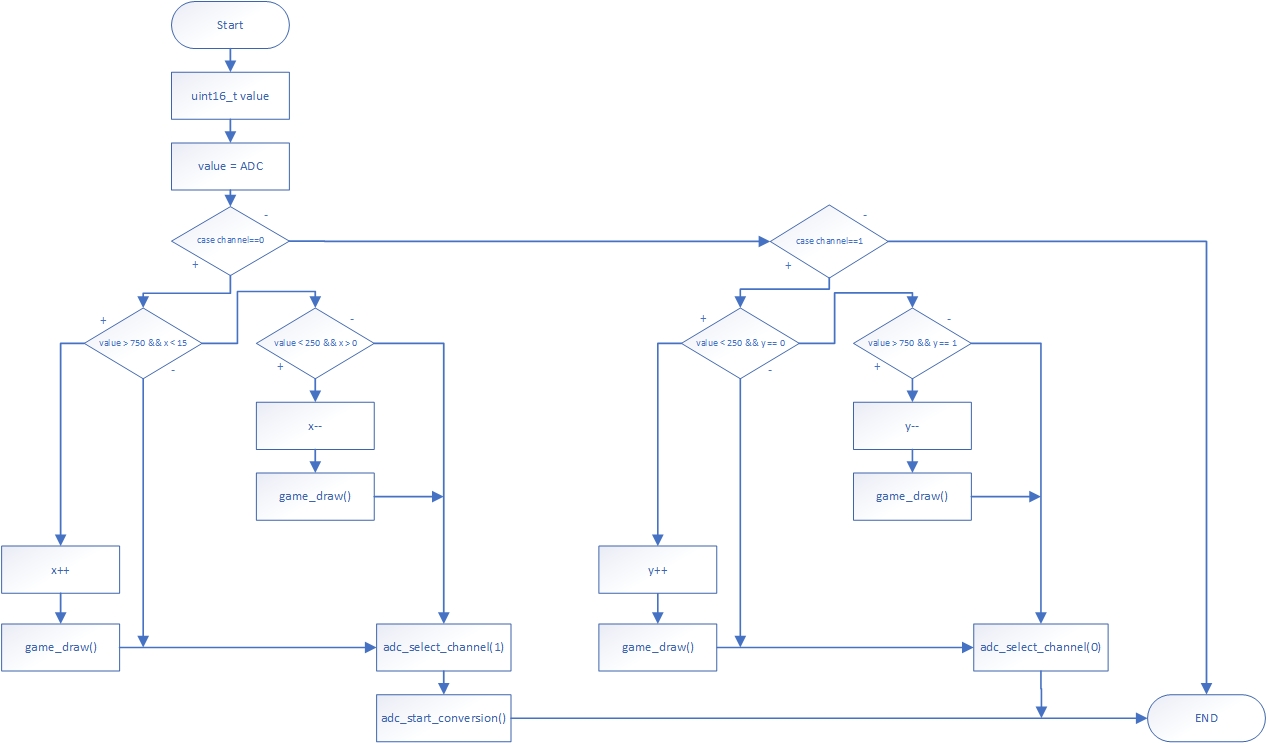 Start
uint16_t value
value = ADC
-
case channel==0
+
-
case channel==1
+
+
value > 750 && x < 15
-
-
value < 250 && x > 0
+
x--
game_draw()
x++
game_draw()
adc_select_channel(1)
adc_start_conversion()
+
value < 250 && y == 0
-
-
value > 750 && y == 1
+
y--
game_draw()
y++
game_draw()
adc_select_channel(0)
END